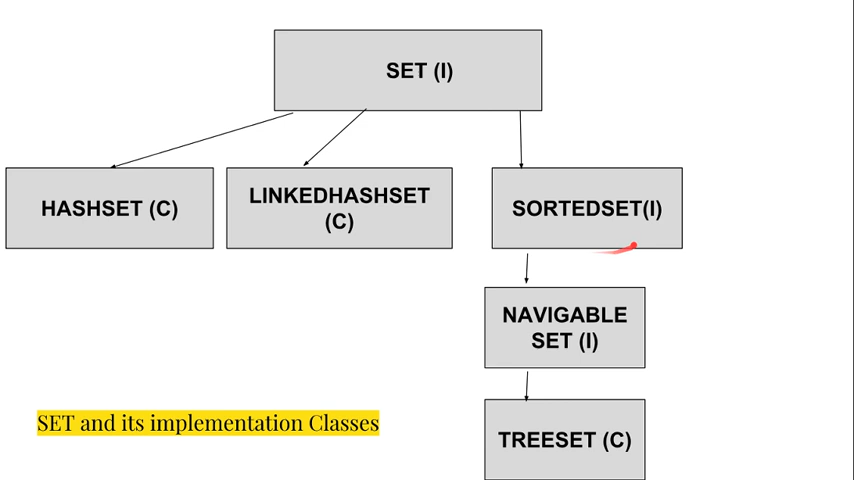 SET (I)
HASHSET (C)
LINKEDHASHSET
(C)
SORTEDSET(I)
NAVIGABLE
SET (I)
SET and its implementation Classes
TREESET (C)